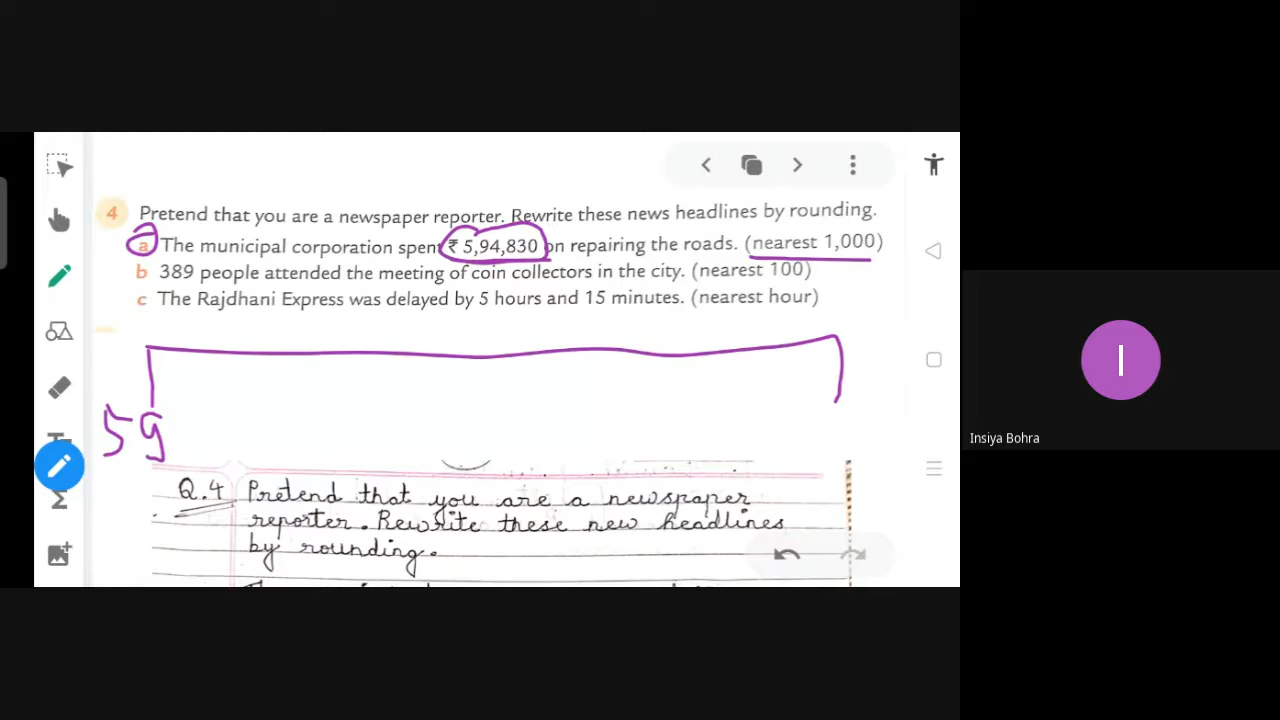 4 Pretend that you are a newspaper reporter. Rewrite these news headlines by rounding.
a The municipal corporation spent ₹ 5,94,830 on repairing the roads. (nearest 1,000)
b 389 people attended the meeting of coin collectors in the city. (nearest 100)
c The Rajdhani Express was delayed by 5 hours and 15 minutes. (nearest hour)
59
Q.4 Pretend that you are a newspaper
reporter. Rewrite these new headlines
by rounding.
I
Insiya Bohra